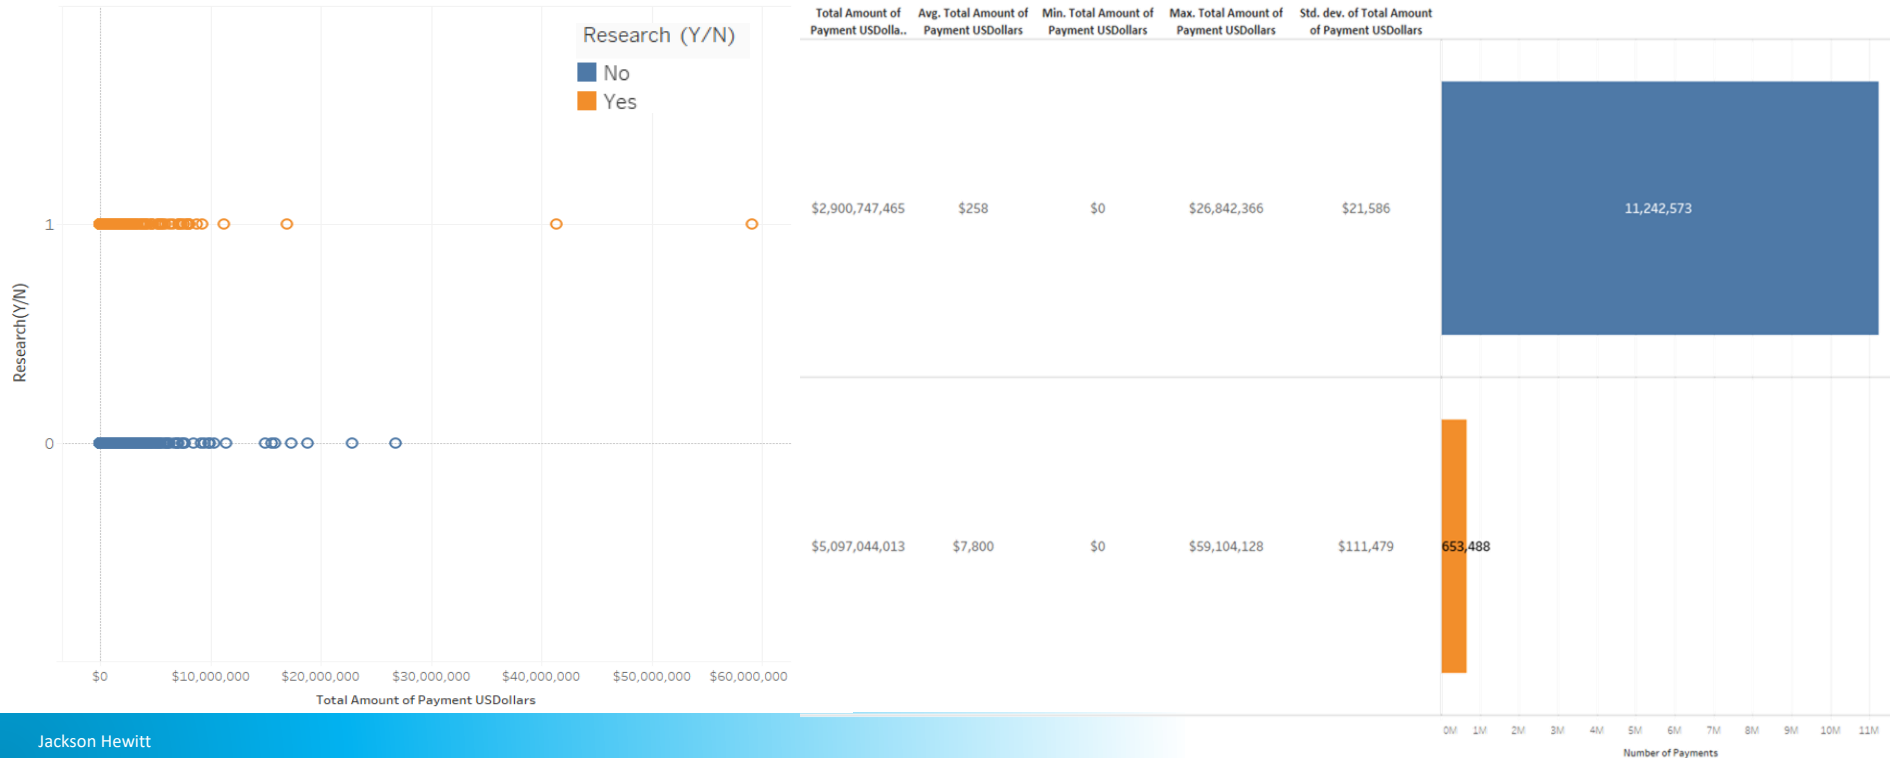 Research (Y/N)
No
Yes
1
0
Research(Y/N)
$0 $10,000,000 $20,000,000 $30,000,000 $40,000,000 $50,000,000 $60,000,000
Total Amount of Payment USDollars
Total Amount of Payment USDolla..
Avg. Total Amount of Payment USDollars
Min. Total Amount of Payment USDollars
Max. Total Amount of Payment USDollars
Std. dev. of Total Amount of Payment USDollars
$2,900,747,465 $258 $0 $26,842,366 $21,586 11,242,573
$5,097,044,013 $7,800 $0 $59,104,128 $111,479 653,488
0M 1M 2M 3M 4M 5M 6M 7M 8M 9M 10M 11M
Number of Payments
Jackson Hewitt